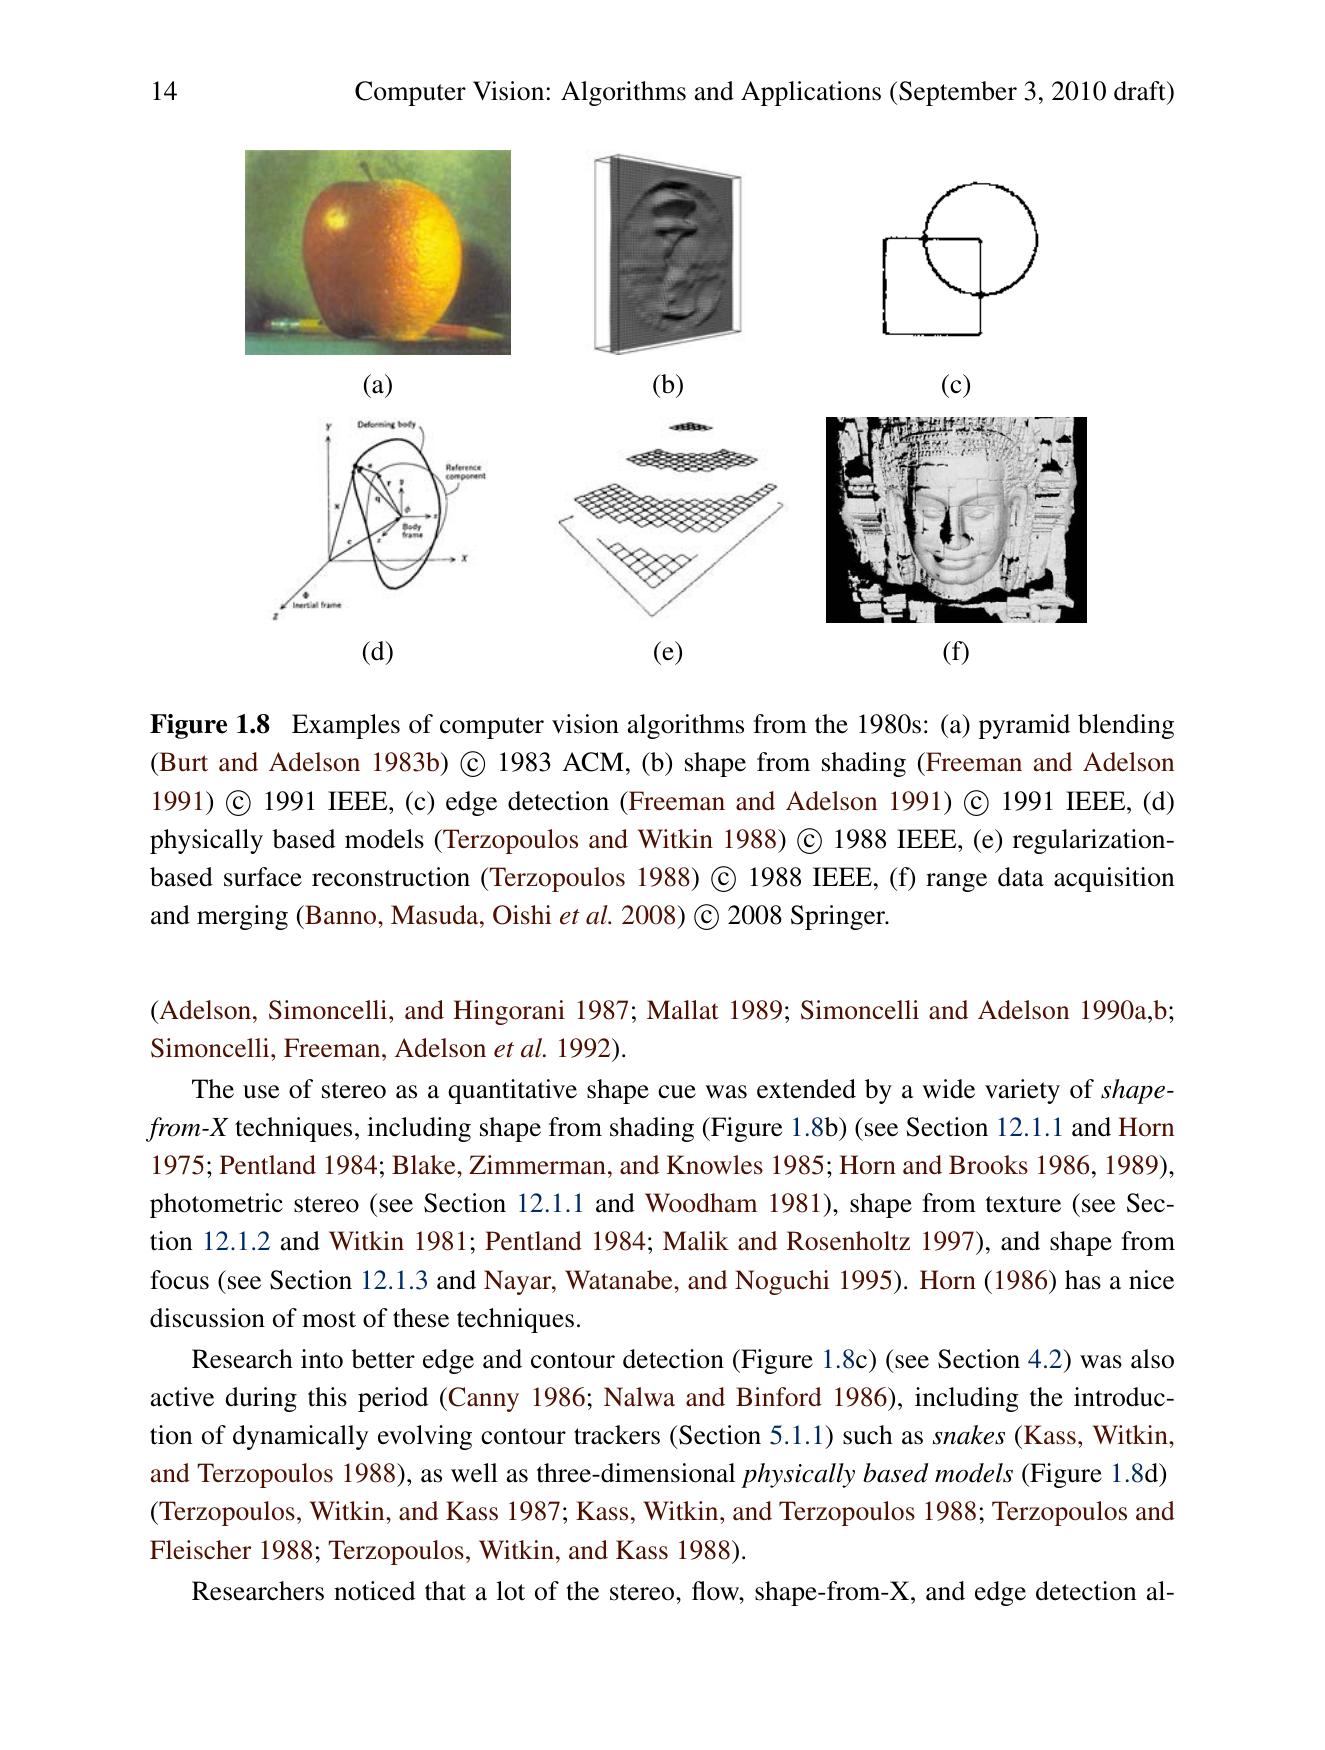 14 Computer Vision: Algorithms and Applications (September 3, 2010 draft)
(a) (b) (c)
y
Deforming body
Reference
component
Body
frame
x
c
q
r
e
y
z
ϕ
X
Φ
Inertial frame
z
(d) (e) (f)
Figure 1.8 Examples of computer vision algorithms from the 1980s: (a) pyramid blending
(Burt and Adelson 1983b) © 1983 ACM, (b) shape from shading (Freeman and Adelson
1991) © 1991 IEEE, (c) edge detection (Freeman and Adelson 1991) © 1991 IEEE, (d)
physically based models (Terzopoulos and Witkin 1988) © 1988 IEEE, (e) regularization-
based surface reconstruction (Terzopoulos 1988) © 1988 IEEE, (f) range data acquisition
and merging (Banno, Masuda, Oishi et al. 2008) © 2008 Springer.
(Adelson, Simoncelli, and Hingorani 1987; Mallat 1989; Simoncelli and Adelson 1990a,b;
Simoncelli, Freeman, Adelson et al. 1992).
The use of stereo as a quantitative shape cue was extended by a wide variety of shape-
from-X techniques, including shape from shading (Figure 1.8b) (see Section 12.1.1 and Horn
1975; Pentland 1984; Blake, Zimmerman, and Knowles 1985; Horn and Brooks 1986, 1989),
photometric stereo (see Section 12.1.1 and Woodham 1981), shape from texture (see Sec-
tion 12.1.2 and Witkin 1981; Pentland 1984; Malik and Rosenholtz 1997), and shape from
focus (see Section 12.1.3 and Nayar, Watanabe, and Noguchi 1995). Horn (1986) has a nice
discussion of most of these techniques.
Research into better edge and contour detection (Figure 1.8c) (see Section 4.2) was also
active during this period (Canny 1986; Nalwa and Binford 1986), including the introduc-
tion of dynamically evolving contour trackers (Section 5.1.1) such as snakes (Kass, Witkin,
and Terzopoulos 1988), as well as three-dimensional physically based models (Figure 1.8d)
(Terzopoulos, Witkin, and Kass 1987; Kass, Witkin, and Terzopoulos 1988; Terzopoulos and
Fleischer 1988; Terzopoulos, Witkin, and Kass 1988).
Researchers noticed that a lot of the stereo, flow, shape-from-X, and edge detection al-